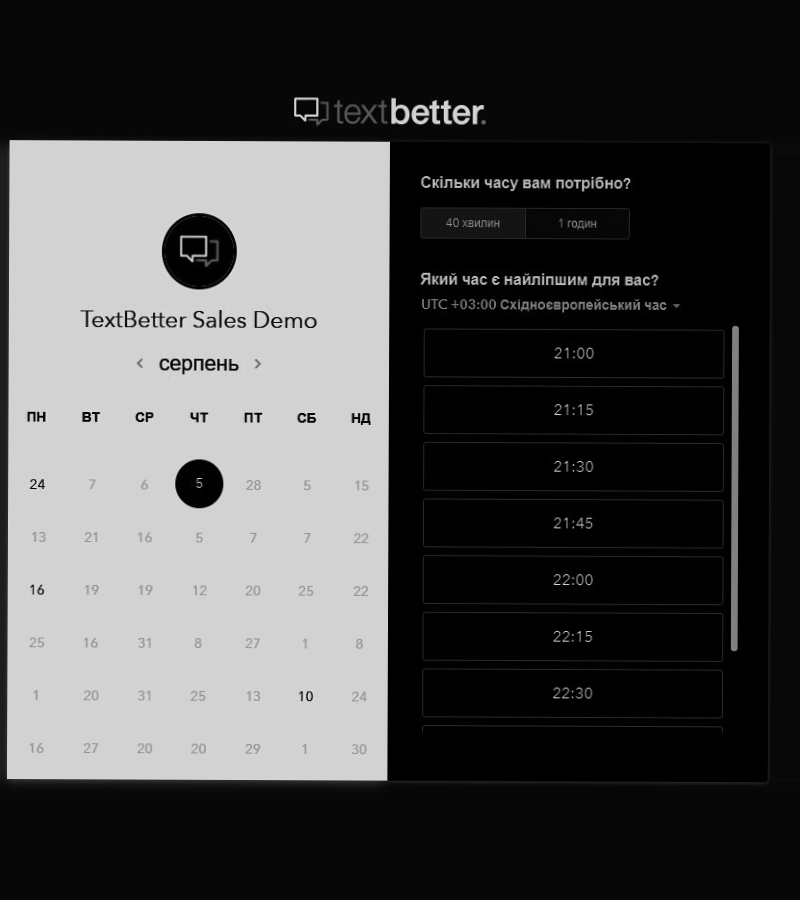 textbetter.
TextBetter Sales Demo
серпень
ПН ВТ СР ЧТ ПТ СБ НД
24 7 6 5 28 5 15
13 21 16 5 7 7 22
16 19 19 12 20 25 22
25 16 31 8 27 1 8
1 20 31 25 13 10 24
16 27 20 20 29 1 30
Скільки часу вам потрібно?
40 хвилин 1 годин
Який час є найліпшим для вас?
UTC +03:00 Східноєвропейський час
21:00
21:15
21:30
21:45
22:00
22:15
22:30